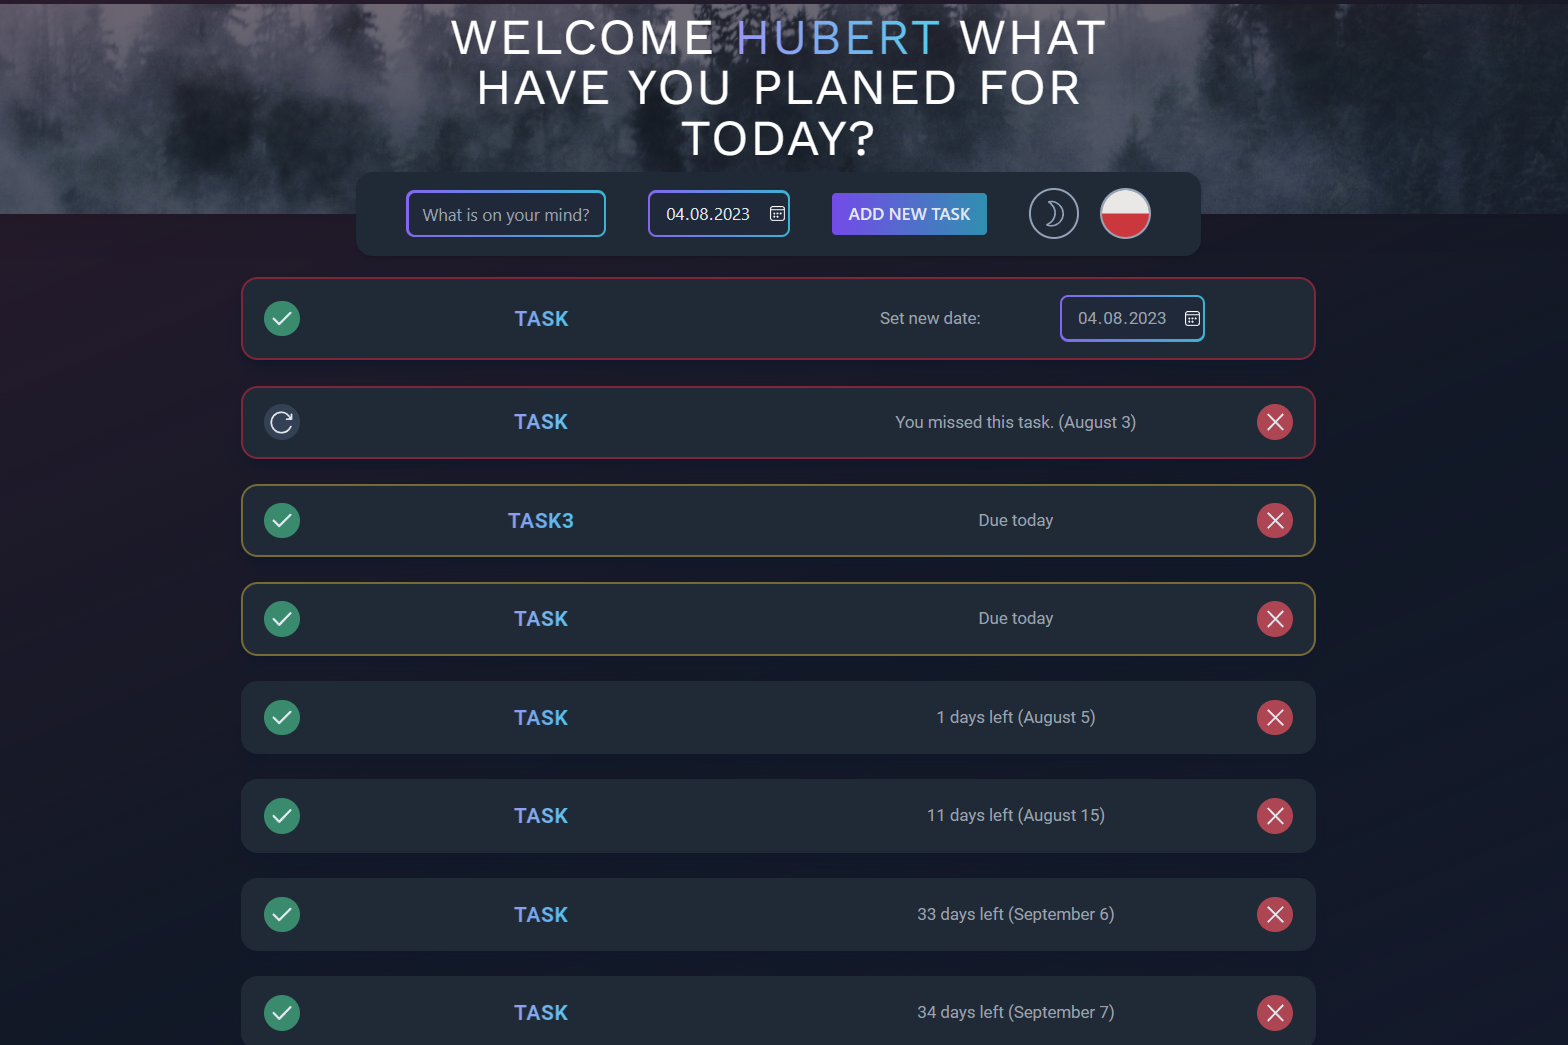 WELCOME HUBERT WHAT
HAVE YOU PLANED FOR
TODAY?
What is on your mind?
04.08.2023
ADD NEW TASK
TASK
Set new date:
04.08.2023
TASK
You missed this task. (August 3)
TASK3
Due today
TASK
Due today
TASK
1 days left (August 5)
TASK
11 days left (August 15)
TASK
33 days left (September 6)
TASK
34 days left (September 7)